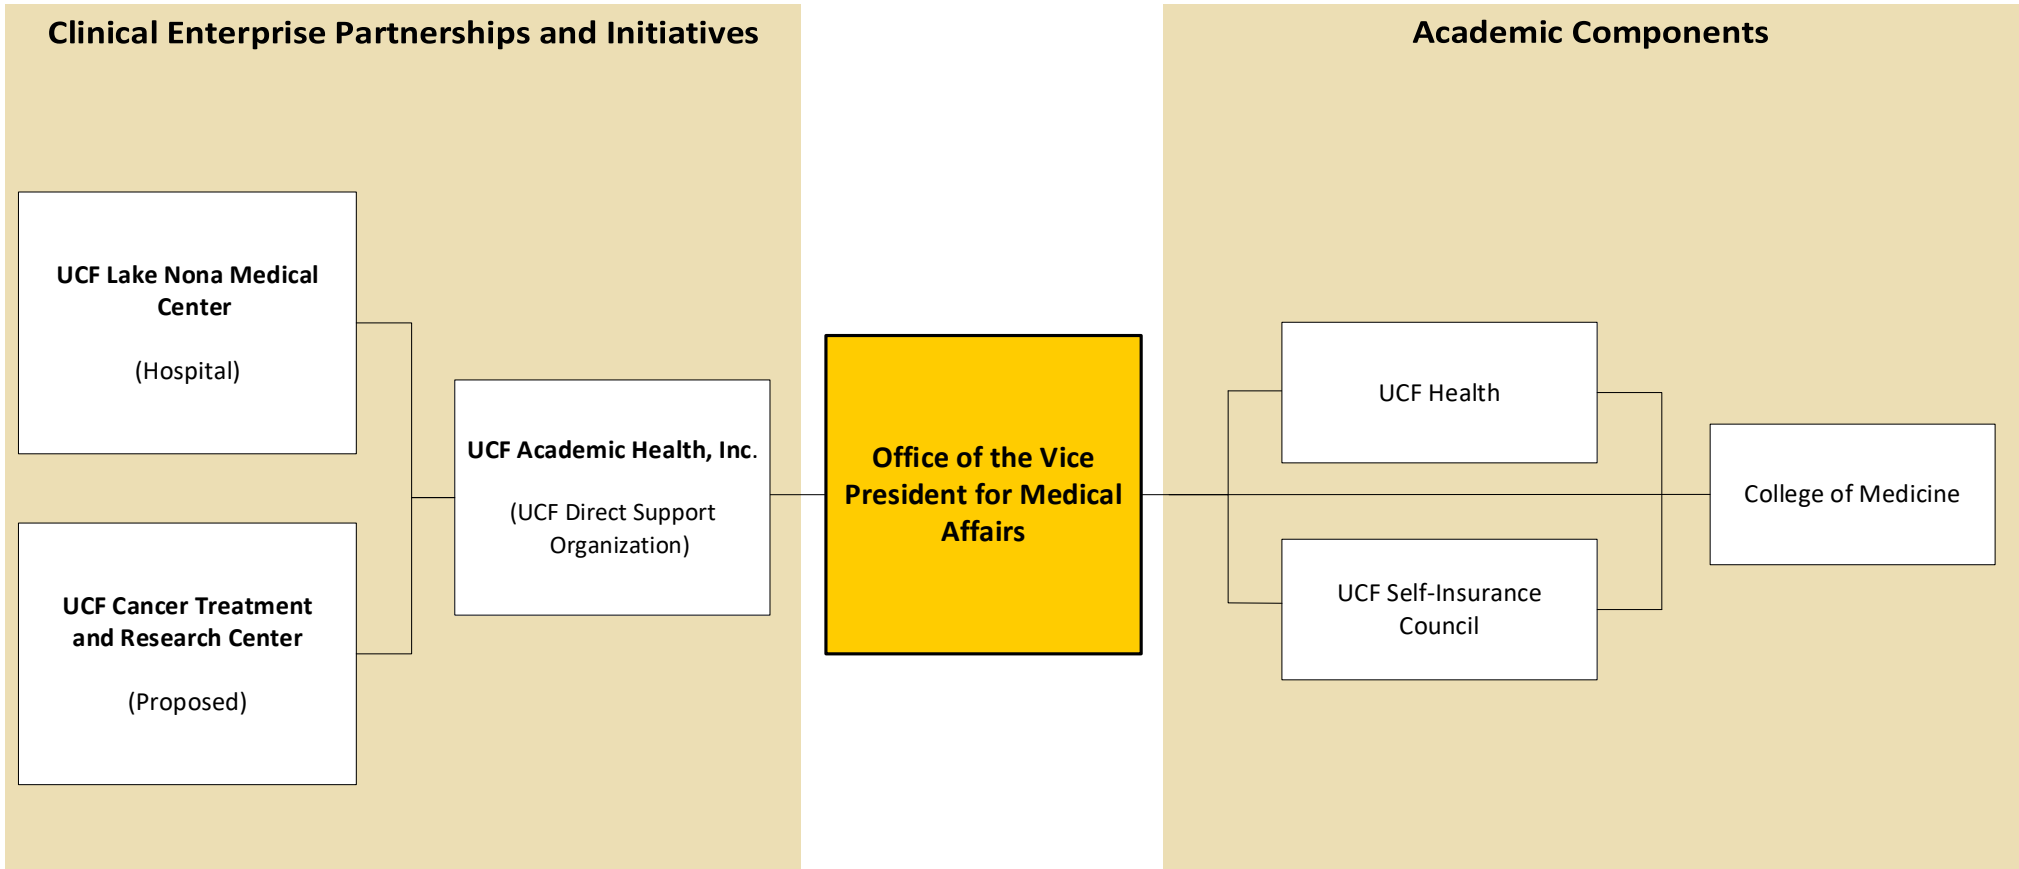 Clinical Enterprise Partnerships and Initiatives
UCF Lake Nona Medical
Center
(Hospital)
UCF Cancer Treatment
and Research Center
(Proposed)
UCF Academic Health, Inc.
(UCF Direct Support
Organization)
Office of the Vice
President for Medical
Affairs
Academic Components
UCF Health
UCF Self-Insurance
Council
College of Medicine